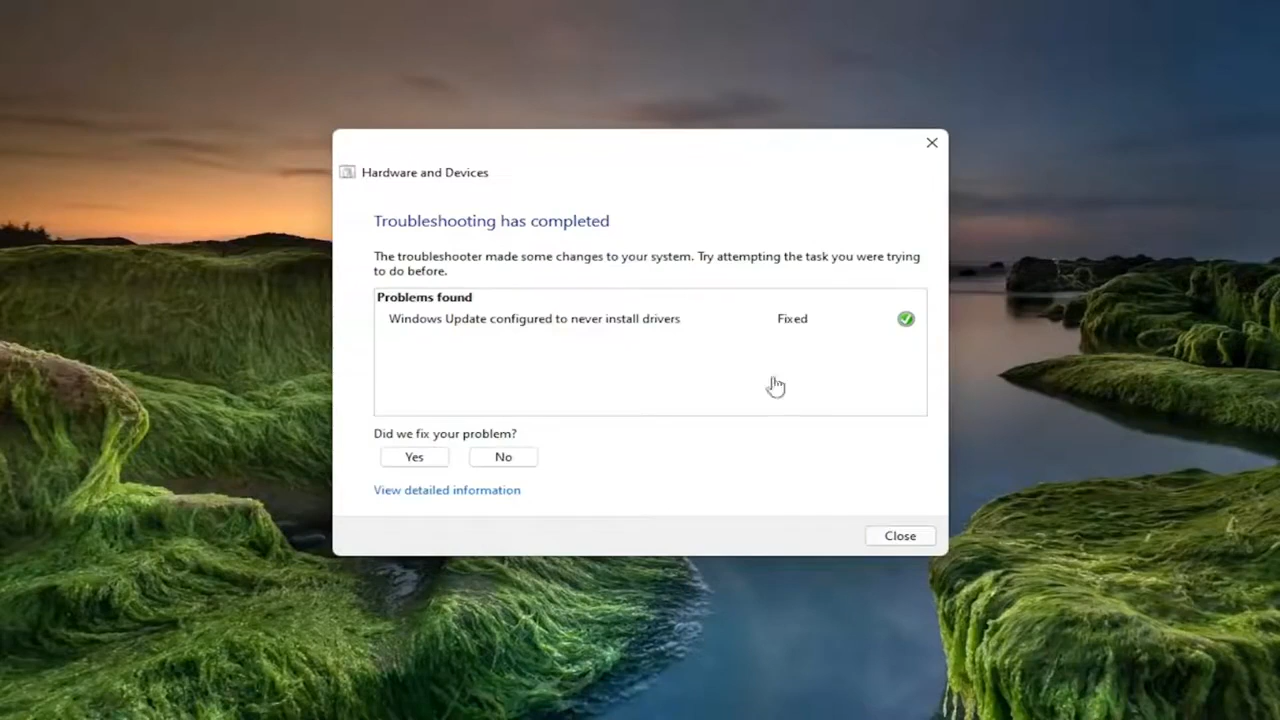 Hardware and Devices
Troubleshooting has completed
The troubleshooter made some changes to your system. Try attempting the task you were trying
to do before.
Problems found
Windows Update configured to never install drivers Fixed
Did we fix your problem?
Yes No
View detailed information
Close